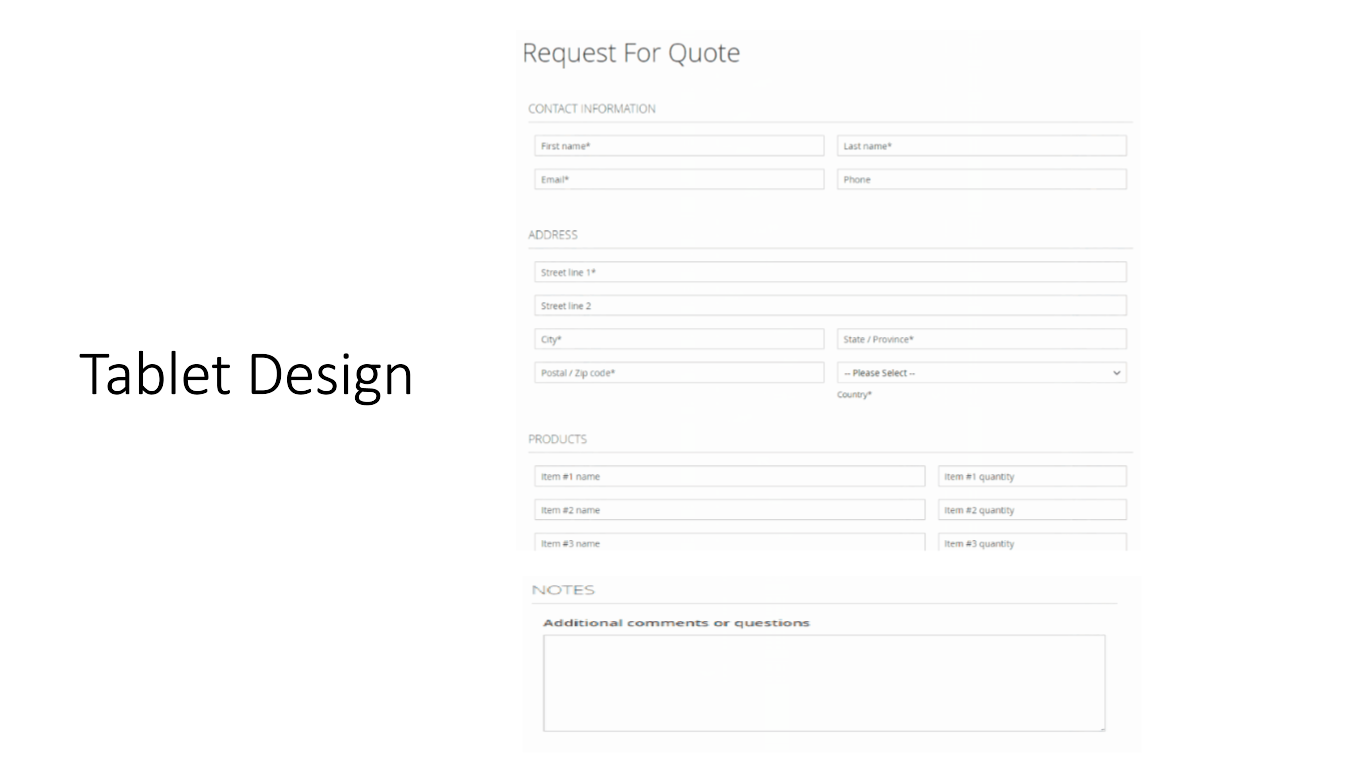 Tablet Design
Request For Quote
CONTACT INFORMATION
First name* Last name*
Email* Phone
ADDRESS
Street line 1*
Street line 2
City* State / Province*
Postal / Zip code* -- Please Select --
Country*
PRODUCTS
Item #1 name Item #1 quantity
Item #2 name Item #2 quantity
Item #3 name Item #3 quantity
NOTES
Additional comments or questions